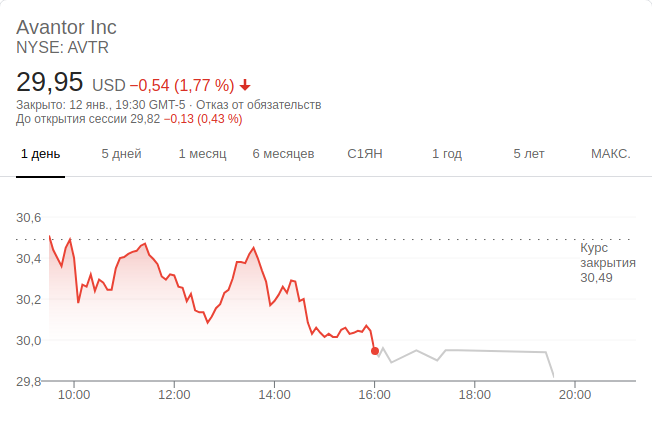 Avantor Inc
NYSE: AVTR
29,95 USD −0,54 (1,77 %)
Закрыто: 12 янв., 19:30 GMT-5 · Отказ от обязательств
До открытия сессии 29,82 −0,13 (0,43 %)
1 день 5 дней 1 месяц 6 месяцев С1ЯН 1 год 5 лет МАКС.
30,6
Курс
30,4
закрытия
30,49
30,2
30,0
29,8
10:00 12:00 14:00 16:00 18:00 20:00